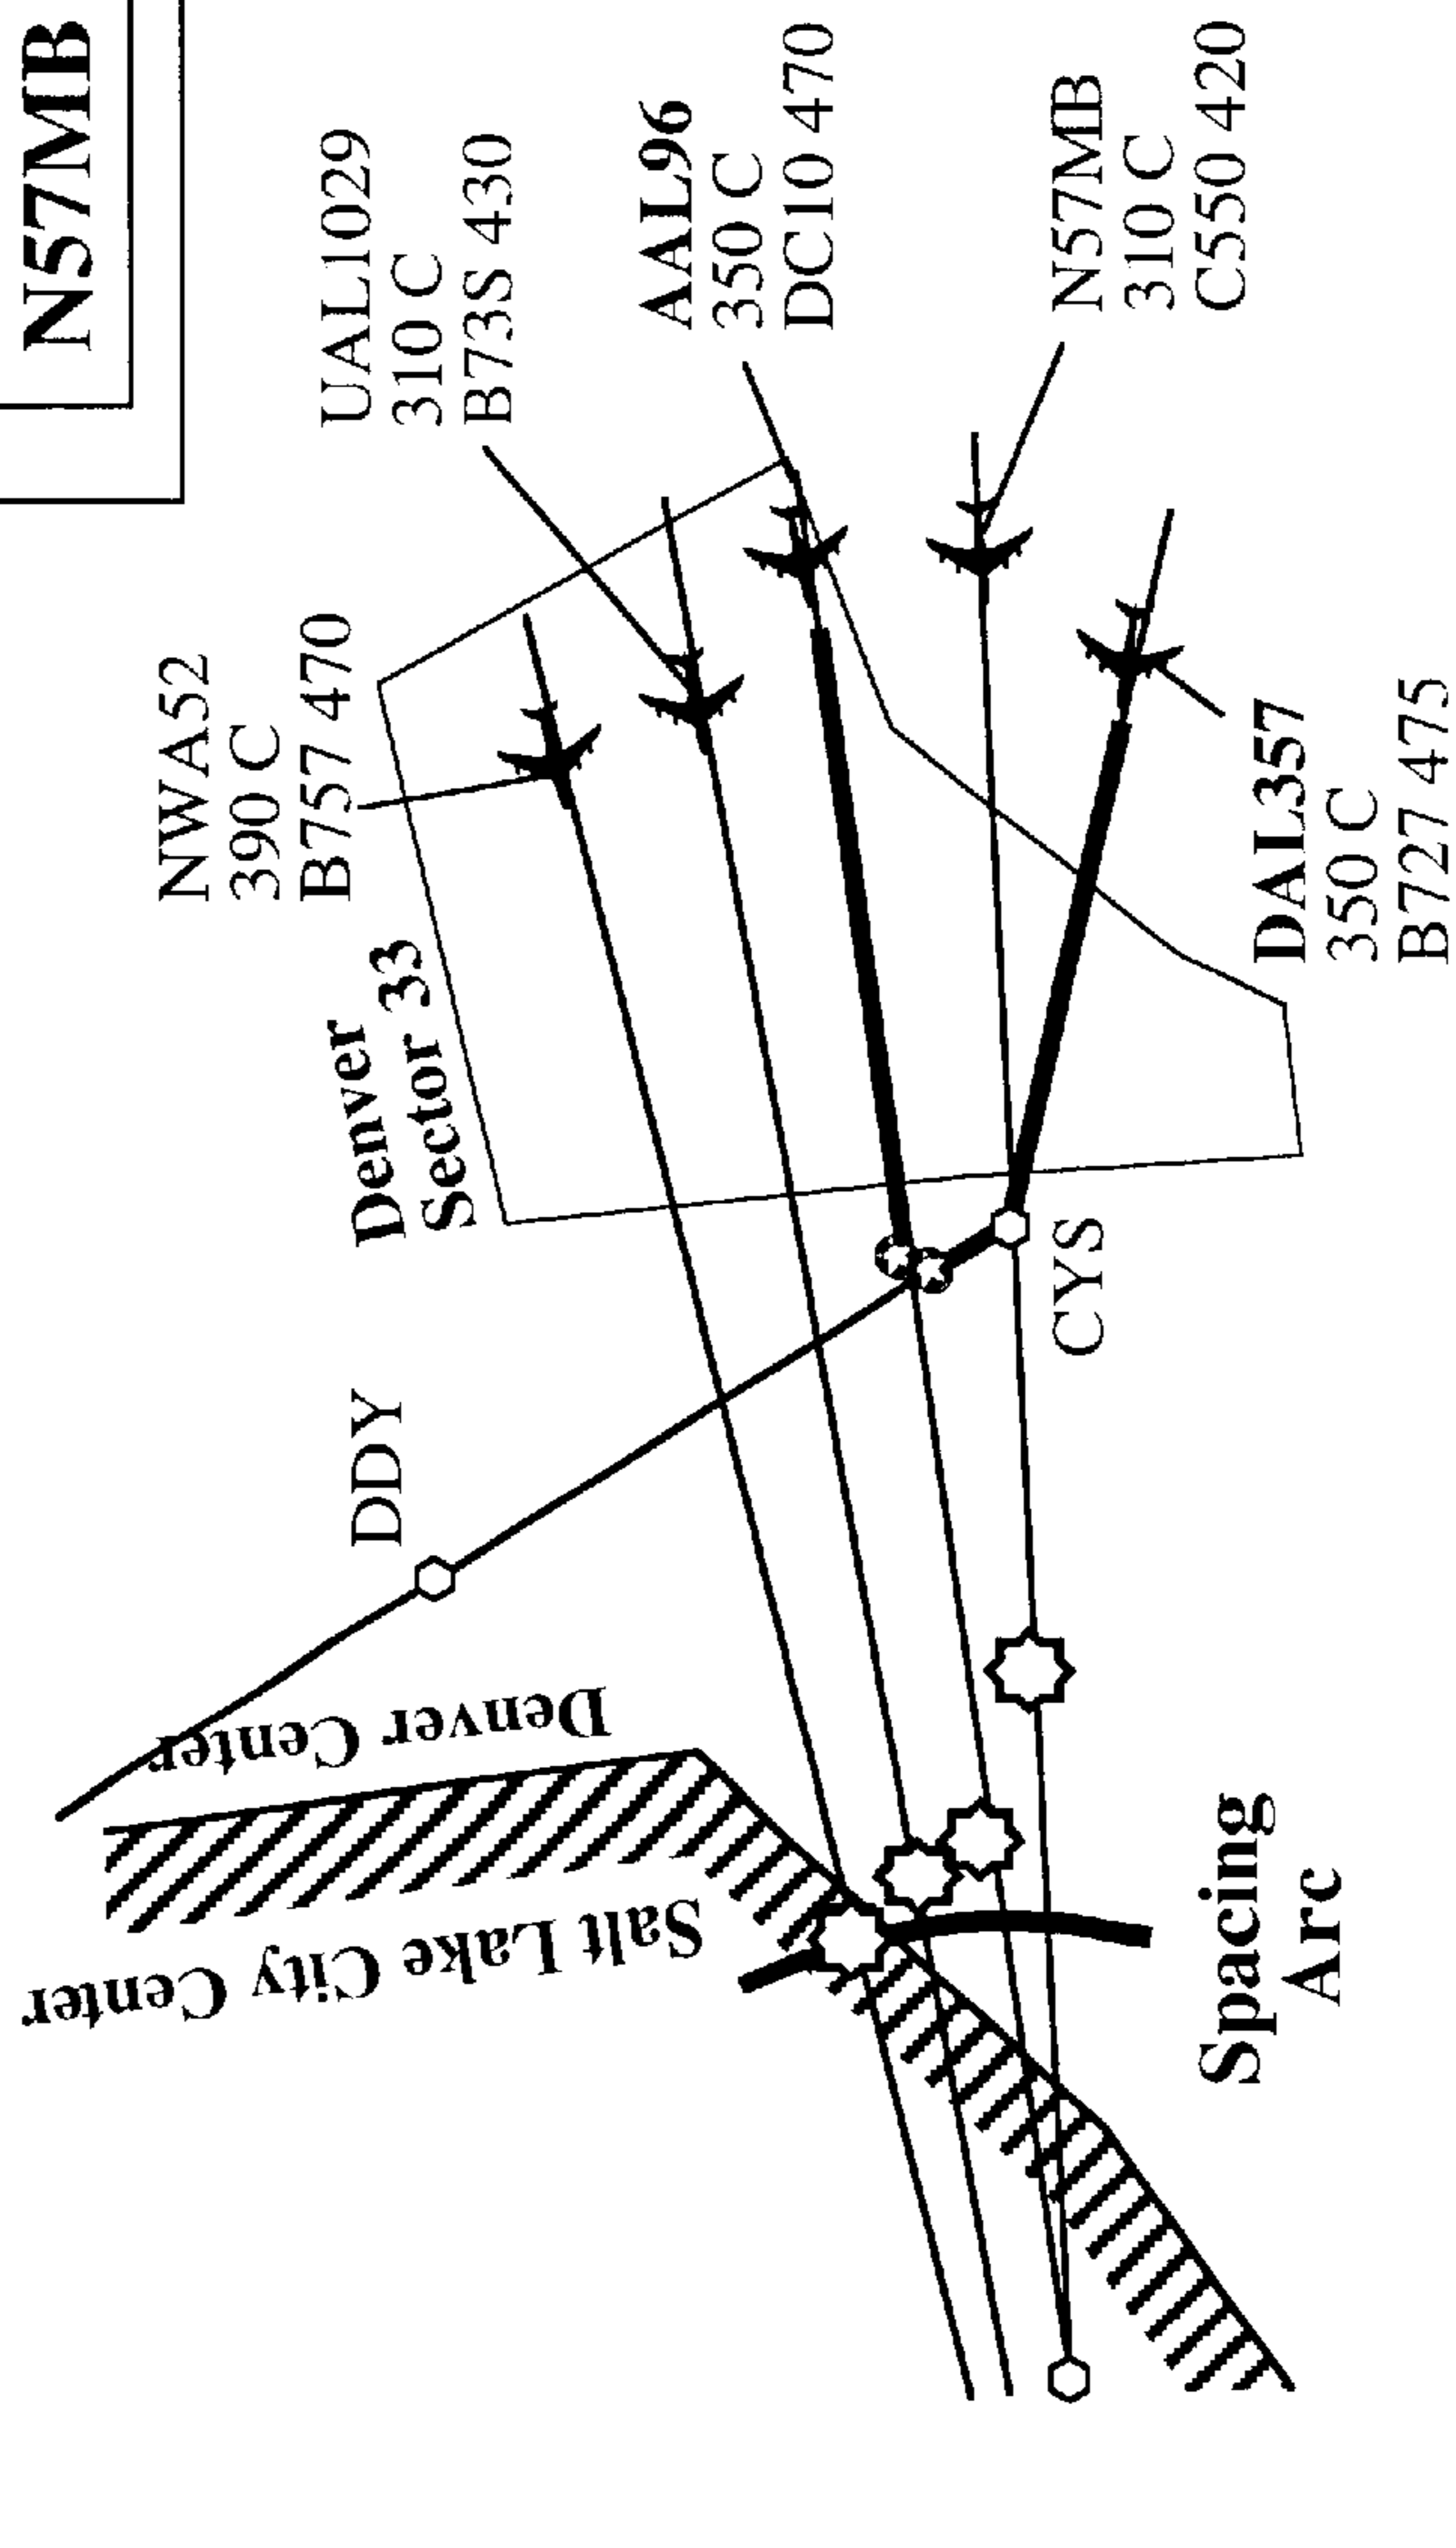 N57MB
NWA52
390 C
B757 470
UAL1029
310 C
B73S 430
AAL96
350 C
DC10 470
N57MB
310 C
C550 420
DAL357
350 C
B727 475
Denver
Sector 33
DDY
CYS
Denver Center
Salt Lake City Center
Spacing
Arc